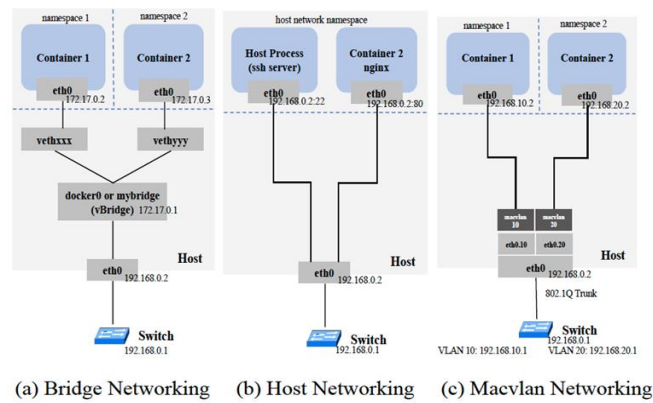 namespace 1
namespace 2
Container 1
Container 2
eth0
172.17.0.2
eth0
172.17.0.3
vethxxx
vethyyy
docker0 or mybridge
(vBridge)
172.17.0.1
Host
eth0
192.168.0.2
Switch
192.168.0.1
(a) Bridge Networking
host network namespace
Host Process
(ssh server)
Container 2
nginx
eth0
192.168.0.2:22
eth0
192.168.0.2:80
Host
eth0
192.168.0.2
Switch
192.168.0.1
(b) Host Networking
namespace 1
namespace 2
Container 1
Container 2
eth0
192.168.10.2
eth0
192.168.20.2
macvlan
10
macvlan
20
eth0.10
eth0.20
Host
eth0
192.168.0.2
802.1Q Trunk
Switch
192.168.0.1
VLAN 10: 192.168.10.1
VLAN 20: 192.168.20.1
(c) Macvlan Networking